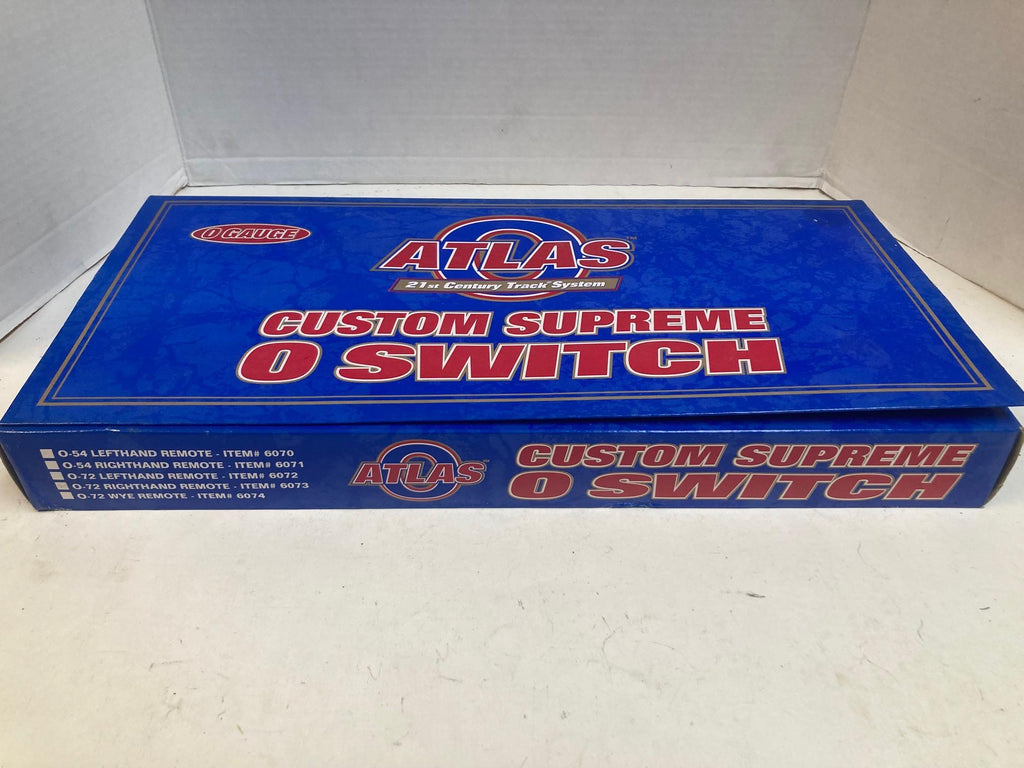 O GAUGE
ATLAS O ™
21st Century Track System
CUSTOM SUPREME
O SWITCH
O-54 LEFTHAND REMOTE - ITEM# 6070
O-54 RIGHTHAND REMOTE - ITEM# 6071
O-72 LEFTHAND REMOTE - ITEM# 6072
O-72 RIGHTHAND REMOTE - ITEM# 6073
O-72 WYE REMOTE - ITEM# 6074
ATLAS O ™
CUSTOM SUPREME
O SWITCH